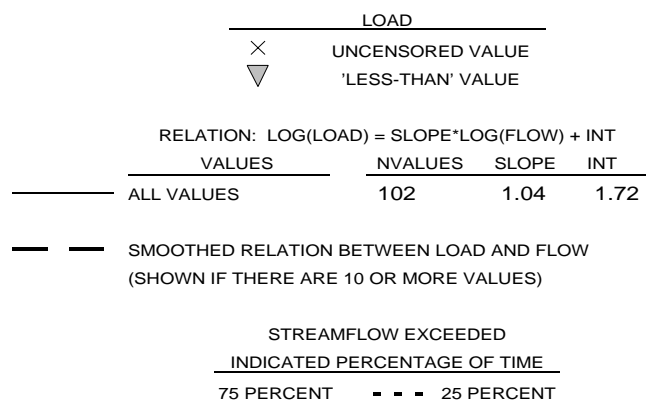 LOAD
× UNCENSORED VALUE
'LESS-THAN' VALUE
RELATION: LOG(LOAD) = SLOPE*LOG(FLOW) + INT
VALUES NVALUES SLOPE INT
ALL VALUES 102 1.04 1.72
SMOOTHED RELATION BETWEEN LOAD AND FLOW
(SHOWN IF THERE ARE 10 OR MORE VALUES)
STREAMFLOW EXCEEDED
INDICATED PERCENTAGE OF TIME
75 PERCENT 25 PERCENT